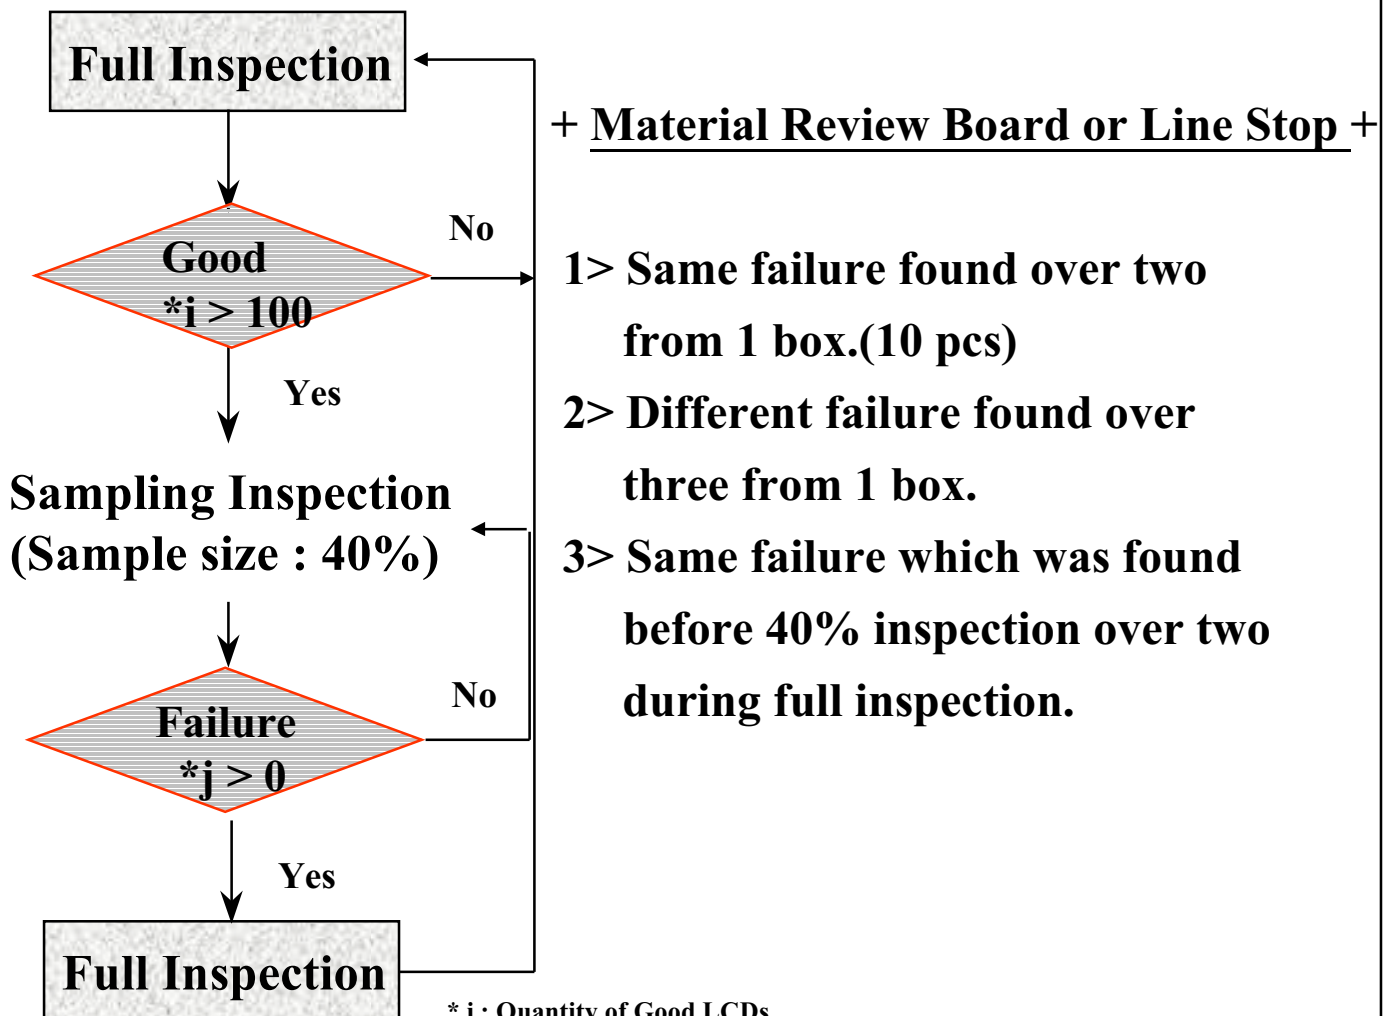 Full Inspection
+ Material Review Board or Line Stop +
No
Good
*i > 100
Yes
1> Same failure found over two
from 1 box.(10 pcs)
2> Different failure found over
three from 1 box.
3> Same failure which was found
before 40% inspection over two
during full inspection.
Sampling Inspection
(Sample size : 40%)
No
Failure
*j > 0
Yes
Full Inspection
* i : Quantity of Good LCDs